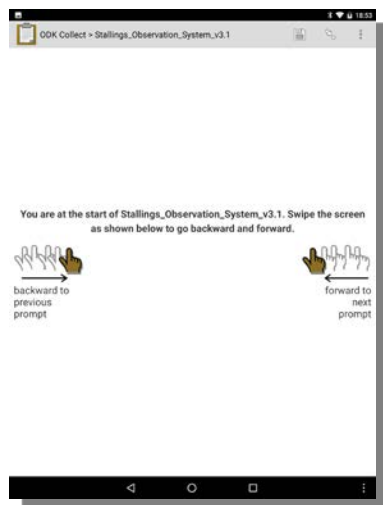 18:53
ODK Collect > Stallings_Observation_System_v3.1
You are at the start of Stallings_Observation_System_v3.1. Swipe the screen
as shown below to go backward and forward.
backward to
previous
prompt
forward to
next
prompt